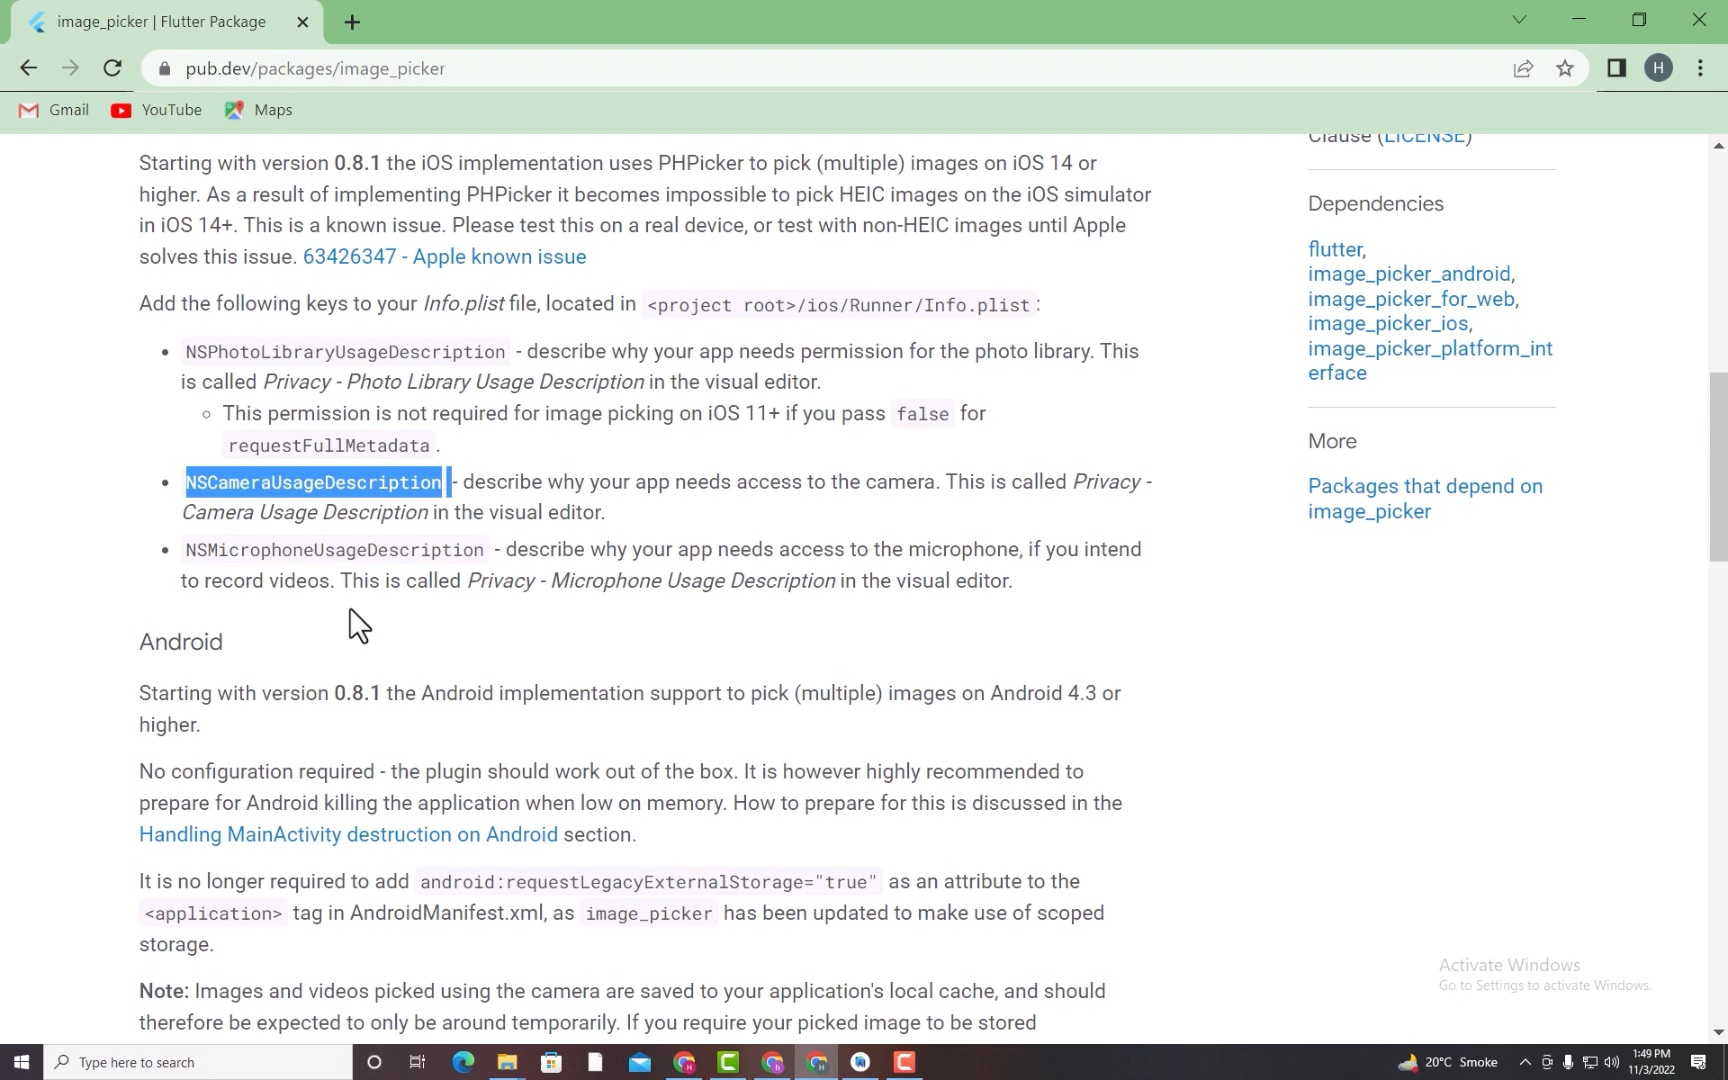 image_picker | Flutter Package
pub.dev/packages/image_picker
H
Gmail
YouTube
Maps
Starting with version 0.8.1 the iOS implementation uses PHPicker to pick (multiple) images on iOS 14 or
higher. As a result of implementing PHPicker it becomes impossible to pick HEIC images on the iOS simulator
in iOS 14+. This is a known issue. Please test this on a real device, or test with non-HEIC images until Apple
solves this issue. 63426347 - Apple known issue
Add the following keys to your Info.plist file, located in <project root>/ios/Runner/Info.plist :
NSPhotoLibraryUsageDescription - describe why your app needs permission for the photo library. This
is called Privacy - Photo Library Usage Description in the visual editor.
This permission is not required for image picking on iOS 11+ if you pass false for
requestFullMetadata .
NSCameraUsageDescription - describe why your app needs access to the camera. This is called Privacy -
Camera Usage Description in the visual editor.
NSMicrophoneUsageDescription - describe why your app needs access to the microphone, if you intend
to record videos. This is called Privacy - Microphone Usage Description in the visual editor.
Android
Starting with version 0.8.1 the Android implementation support to pick (multiple) images on Android 4.3 or
higher.
No configuration required - the plugin should work out of the box. It is however highly recommended to
prepare for Android killing the application when low on memory. How to prepare for this is discussed in the
Handling MainActivity destruction on Android section.
It is no longer required to add android:requestLegacyExternalStorage="true" as an attribute to the
<application> tag in AndroidManifest.xml, as image_picker has been updated to make use of scoped
storage.
Note: Images and videos picked using the camera are saved to your application's local cache, and should
therefore be expected to only be around temporarily. If you require your picked image to be stored
Clause (LICENSE)
Dependencies
flutter,
image_picker_android,
image_picker_for_web,
image_picker_ios,
image_picker_platform_int
erface
More
Packages that depend on
image_picker
Activate Windows
Go to Settings to activate Windows.
Type here to search
20°C Smoke
1:49 PM
11/3/2022